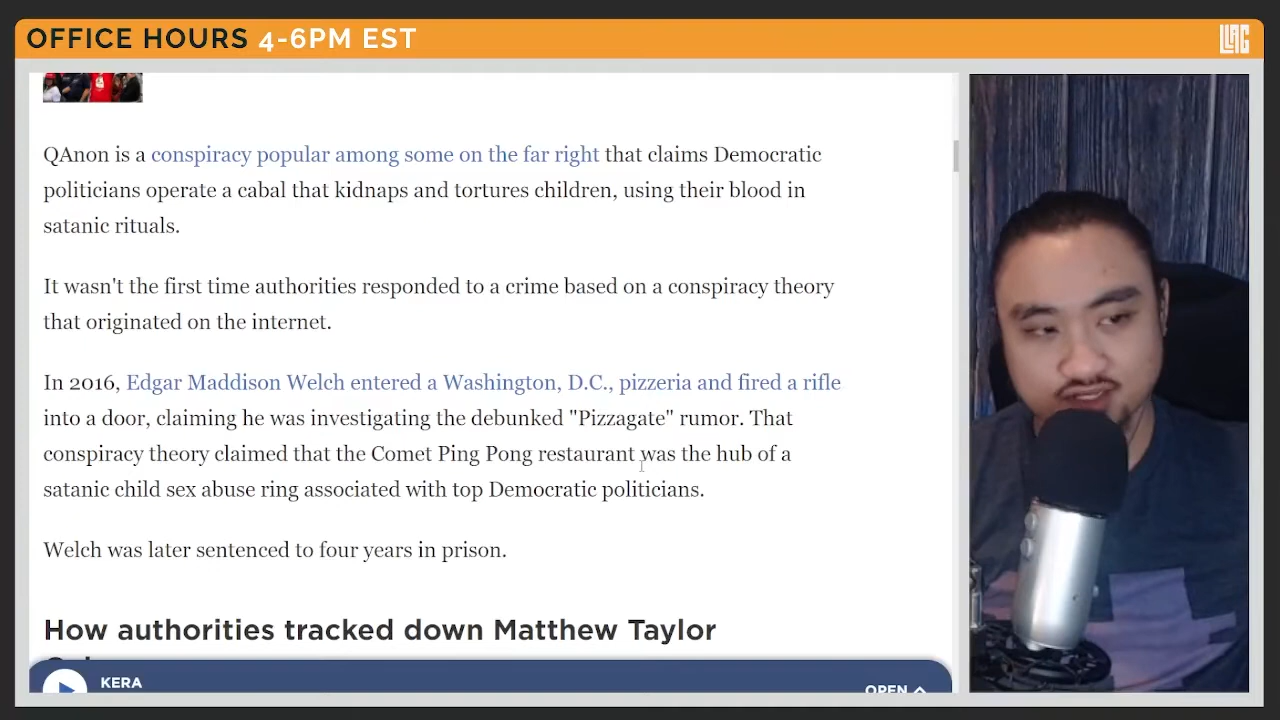 OFFICE HOURS 4-6PM EST
LLAG
QAnon is a conspiracy popular among some on the far right that claims Democratic
politicians operate a cabal that kidnaps and tortures children, using their blood in
satanic rituals.
It wasn't the first time authorities responded to a crime based on a conspiracy theory
that originated on the internet.
In 2016, Edgar Maddison Welch entered a Washington, D.C., pizzeria and fired a rifle
into a door, claiming he was investigating the debunked "Pizzagate" rumor. That
conspiracy theory claimed that the Comet Ping Pong restaurant was the hub of a
satanic child sex abuse ring associated with top Democratic politicians.
Welch was later sentenced to four years in prison.
How authorities tracked down Matthew Taylor
KERA
OPEN